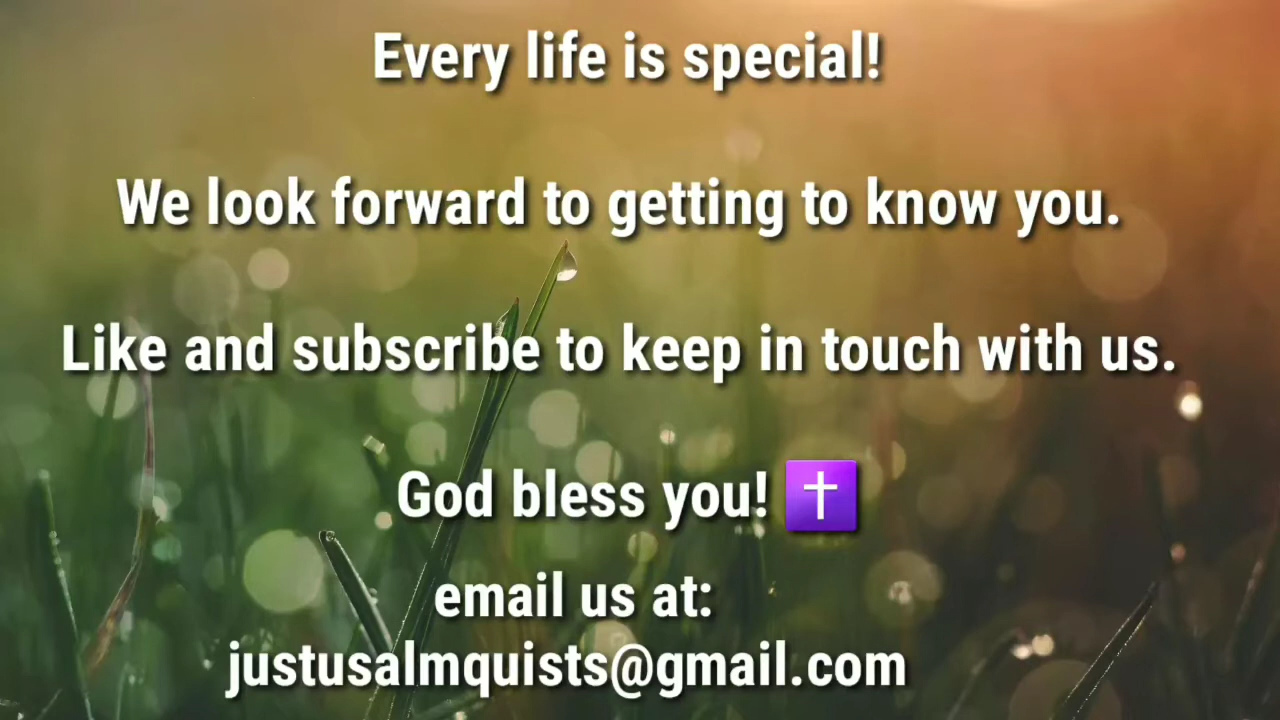 Every life is special!
We look forward to getting to know you.
Like and subscribe to keep in touch with us.
God bless you! ✝️
email us at:
justusalmquists@gmail.com